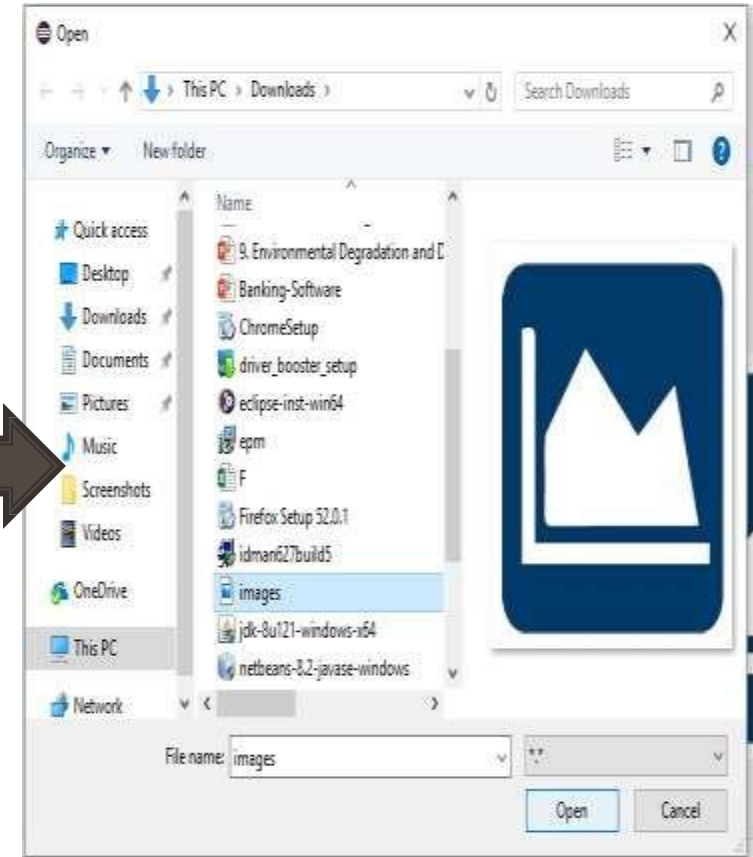 Open
X
This PC > Downloads >
Search Downloads
Organize
New folder
Name
Quick access
Desktop
Downloads
Documents
Pictures
Music
Screenshots
Videos
OneDrive
This PC
Network
9. Environmental Degradation and D
Banking-Software
ChromeSetup
driver_booster_setup
eclipse-inst-win64
epm
F
Firefox Setup 52.0.1
idman627build5
images
jdk-8u121-windows-x64
netbeans-8.2-javase-windows
File name: images
*.*
Open
Cancel